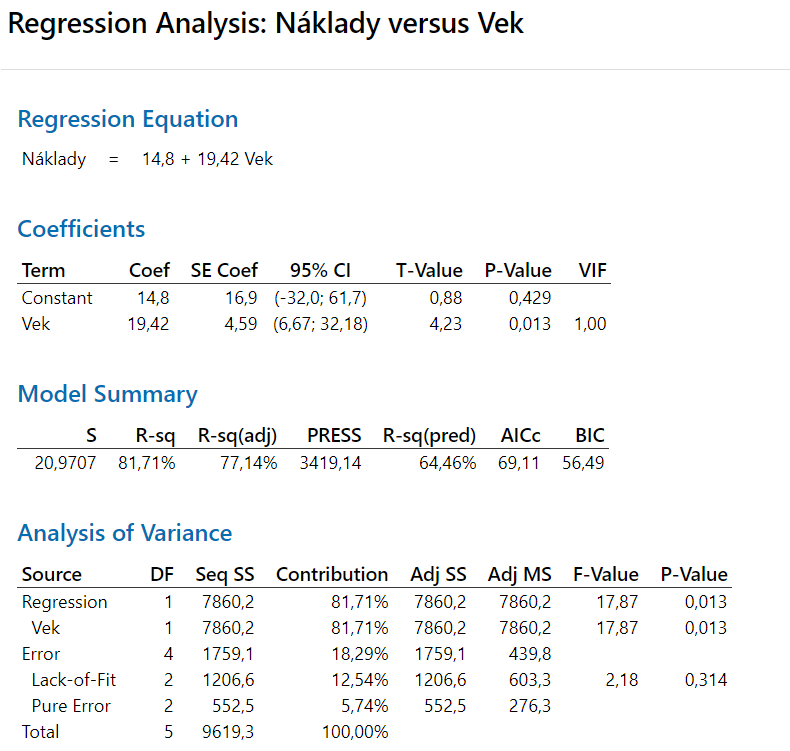 Regression Analysis: Náklady versus Vek
Regression Equation
Náklady = 14,8 + 19,42 Vek
Coefficients
Term Coef SE Coef 95% CI T-Value P-Value VIF
Constant 14,8 16,9 (-32,0; 61,7) 0,88 0,429
Vek 19,42 4,59 (6,67; 32,18) 4,23 0,013 1,00
Model Summary
S R-sq R-sq(adj) PRESS R-sq(pred) AICc BIC
20,9707 81,71% 77,14% 3419,14 64,46% 69,11 56,49
Analysis of Variance
Source DF Seq SS Contribution Adj SS Adj MS F-Value P-Value
Regression 1 7860,2 81,71% 7860,2 7860,2 17,87 0,013
Vek 1 7860,2 81,71% 7860,2 7860,2 17,87 0,013
Error 4 1759,1 18,29% 1759,1 439,8
Lack-of-Fit 2 1206,6 12,54% 1206,6 603,3 2,18 0,314
Pure Error 2 552,5 5,74% 552,5 276,3
Total 5 9619,3 100,00%